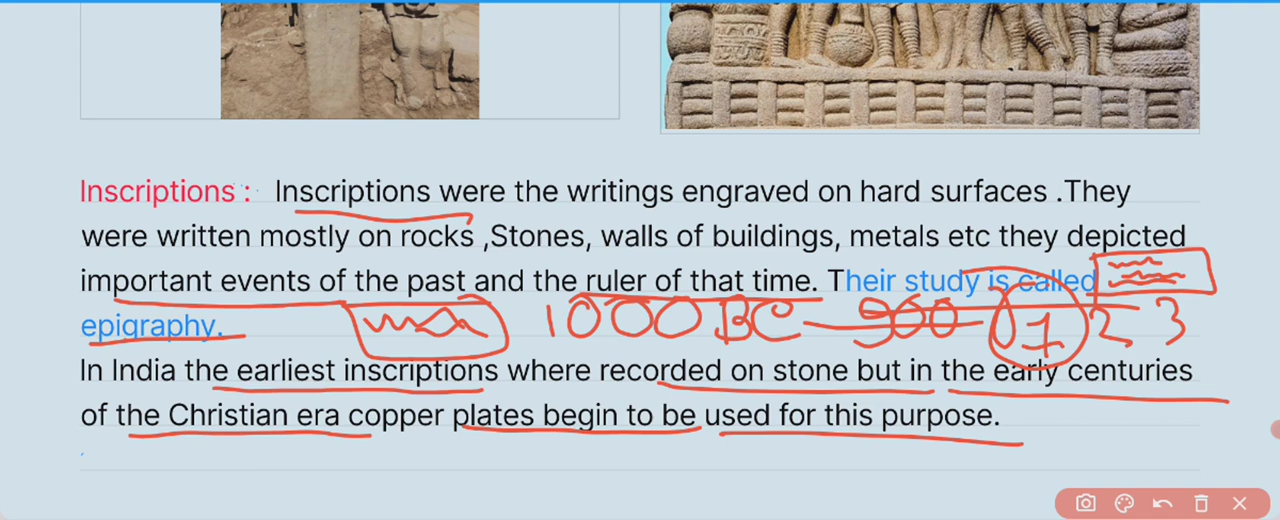 Inscriptions : Inscriptions were the writings engraved on hard surfaces .They
were written mostly on rocks ,Stones, walls of buildings, metals etc they depicted
important events of the past and the ruler of that time. Their study is called
epigraphy.
1000 BC 900 1 2 3
In India the earliest inscriptions where recorded on stone but in the early centuries
of the Christian era copper plates begin to be used for this purpose.